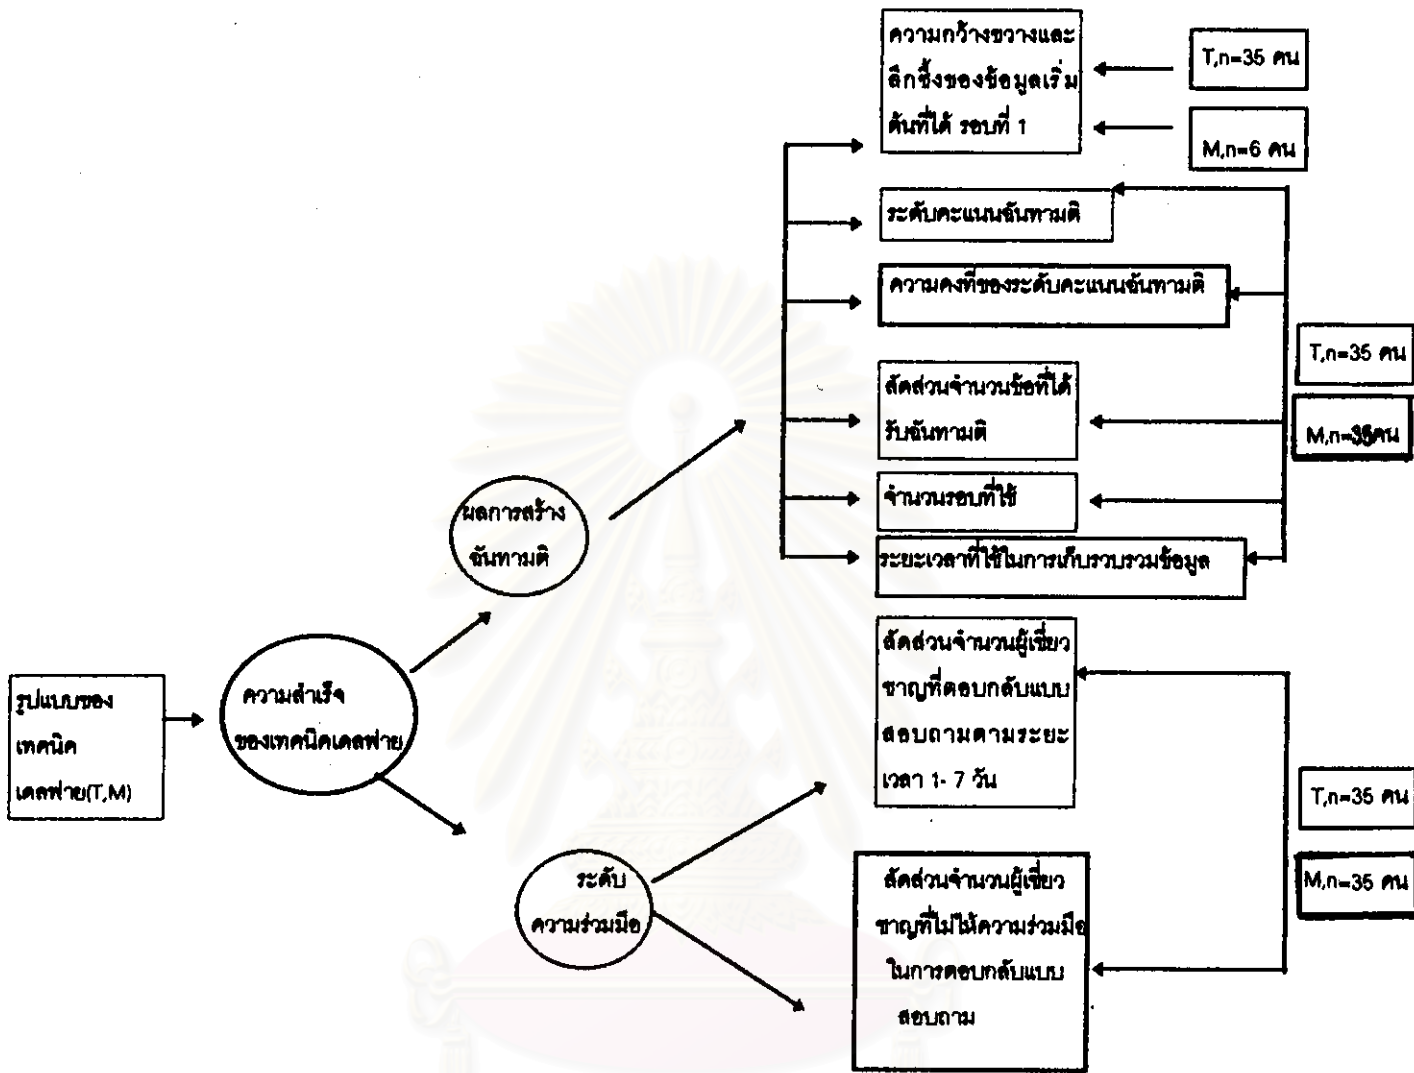 ความกว้างขวางและ
ลึกซึ้งของข้อมูลเริ่ม
ต้นที่ได้ รอบที่ 1
T,n=35 คน
M,n=6 คน
ระดับคะแนนฉันทามติ
ความคงที่ของระดับคะแนนฉันทามติ
สัดส่วนจำนวนข้อที่ได้
รับฉันทามติ
จำนวนรอบที่ใช้
ระยะเวลาที่ใช้ในการเก็บรวบรวมข้อมูล
T,n=35 คน
M,n=35คน
ผลการสร้าง
ฉันทามติ
รูปแบบของ
เทคนิค
เดลฟาย(T,M)
ความสำเร็จ
ของเทคนิคเดลฟาย
สัดส่วนจำนวนผู้เชี่ยว
ชาญที่ตอบกลับแบบ
สอบถามตามระยะ
เวลา 1- 7 วัน
T,n=35 คน
M,n=35 คน
ระดับ
ความร่วมมือ
สัดส่วนจำนวนผู้เชี่ยว
ชาญที่ไม่ให้ความร่วมมือ
ในการตอบกลับแบบ
สอบถาม